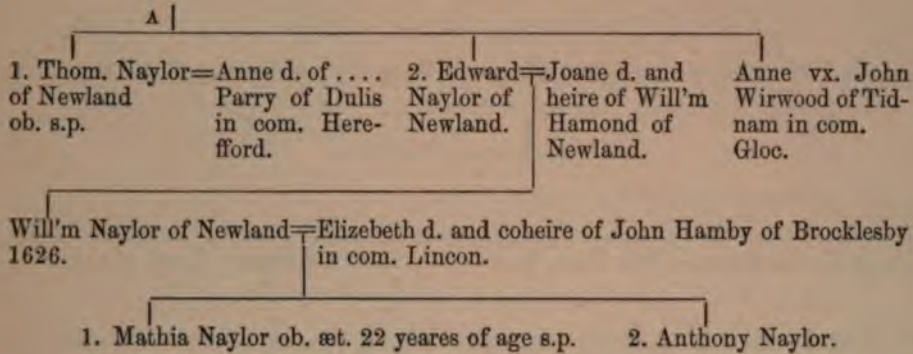 A
1. Thom. Naylor=Anne d. of ....
of Newland Parry of Dulis
ob. s.p. in com. Here-
fford.
2. Edward=Joane d. and
Naylor of heire of Will'm
Newland. Hamond of
Newland.
Anne vx. John
Wirwood of Tid-
nam in com.
Gloc.
Will'm Naylor of Newland=Elizebeth d. and coheire of John Hamby of Brocklesby
1626. in com. Lincon.
1. Mathia Naylor ob. æt. 22 yeares of age s.p. 2. Anthony Naylor.